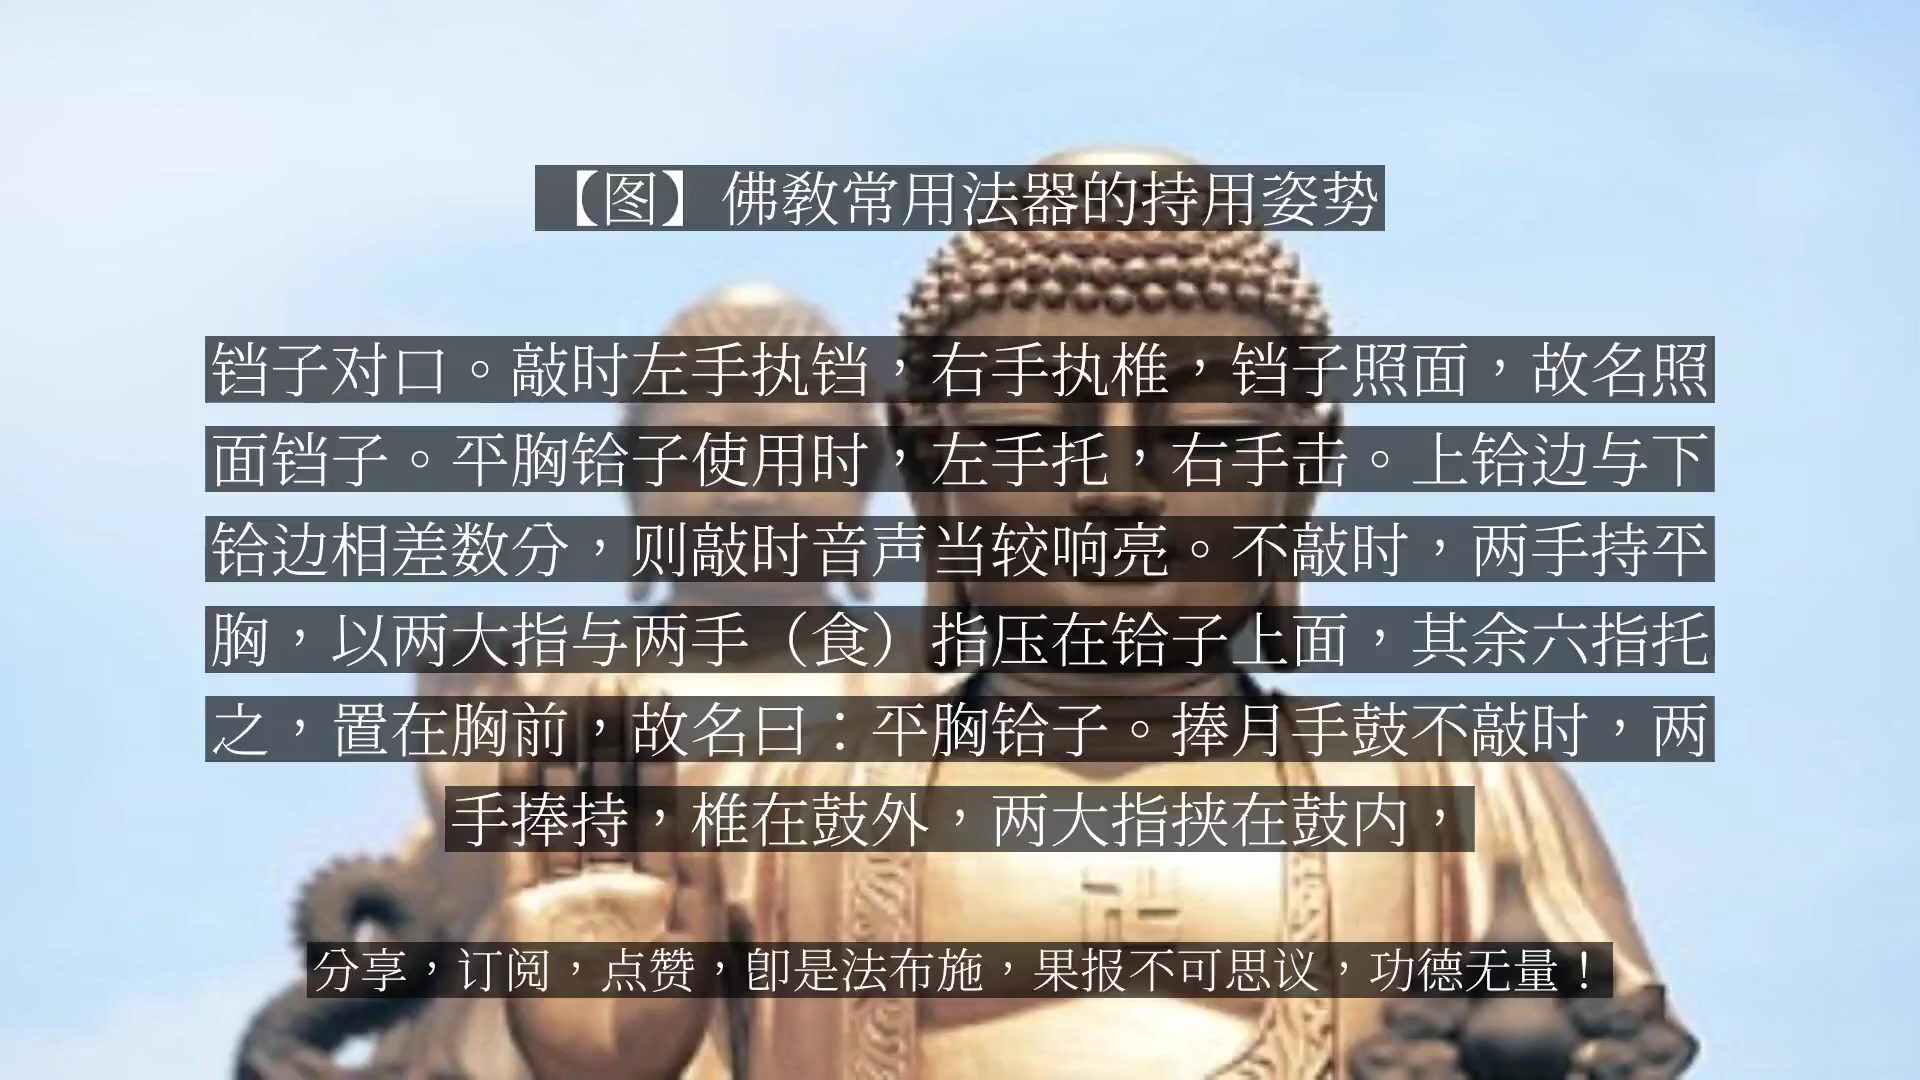 【图】佛教常用法器的持用姿势
铛子对口。敲时左手执铛，右手执椎，铛子照面，故名照
面铛子。平胸铪子使用时，左手托，右手击。上铪边与下
铪边相差数分，则敲时音声当较响亮。不敲时，两手持平
胸，以两大指与两手（食）指压在铪子上面，其余六指托
之，置在胸前，故名曰：平胸铪子。捧月手鼓不敲时，两
手捧持，椎在鼓外，两大指挟在鼓内，
分享，订阅，点赞，即是法布施，果报不可思议，功德无量！